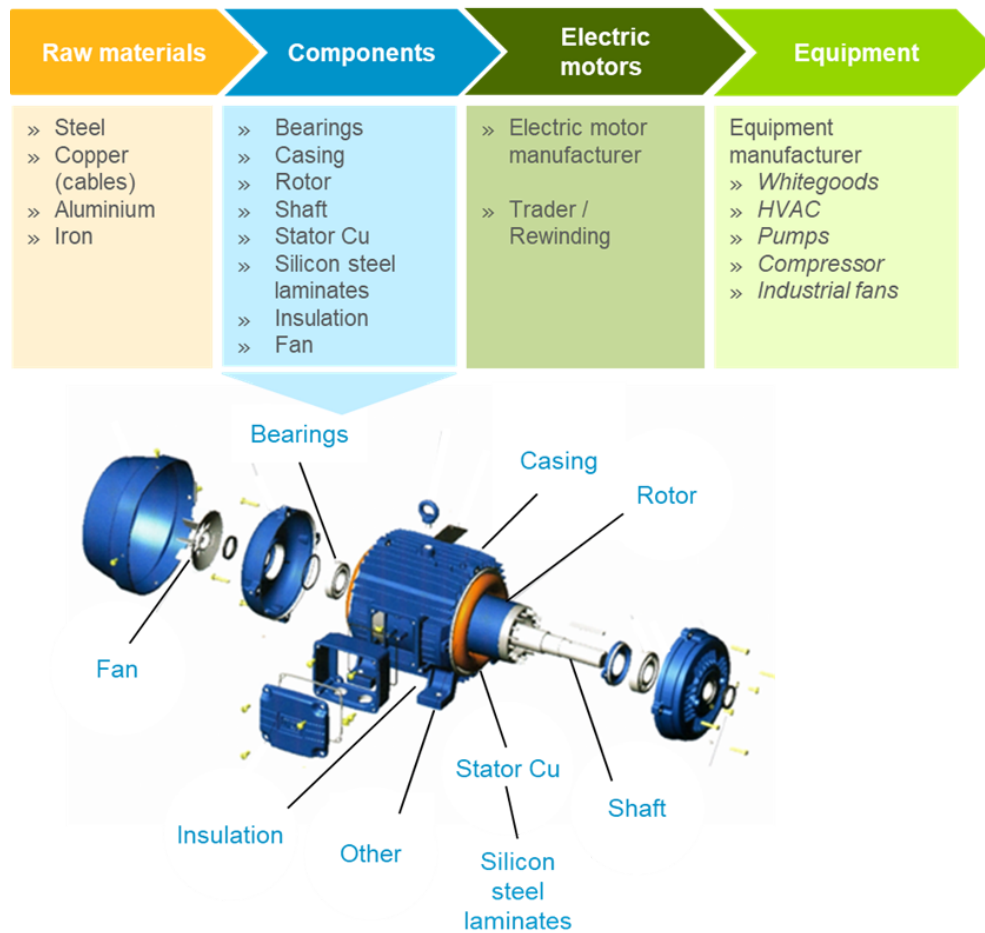 Raw materials
Components
Electric
motors
Equipment
» Steel
» Copper
(cables)
» Aluminium
» Iron
» Bearings
» Casing
» Rotor
» Shaft
» Stator Cu
» Silicon steel
laminates
» Insulation
» Fan
» Electric motor
manufacturer
» Trader /
Rewinding
Equipment
manufacturer
» Whitegoods
» HVAC
» Pumps
» Compressor
» Industrial fans
Bearings
Casing
Rotor
Fan
Stator Cu
Shaft
Insulation
Other
Silicon
steel
laminates